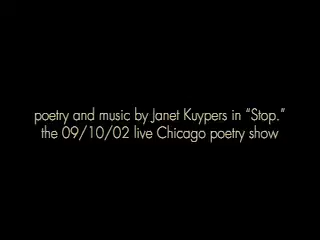 poetry and music by Janet Kuypers in “Stop.”
the 09/10/02 live Chicago poetry show